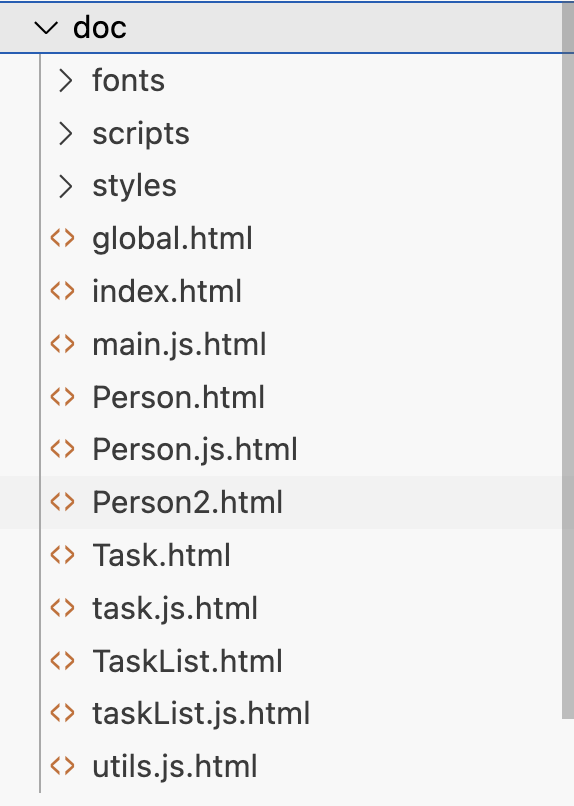 doc
fonts
scripts
styles
global.html
index.html
main.js.html
Person.html
Person.js.html
Person2.html
Task.html
task.js.html
TaskList.html
taskList.js.html
utils.js.html